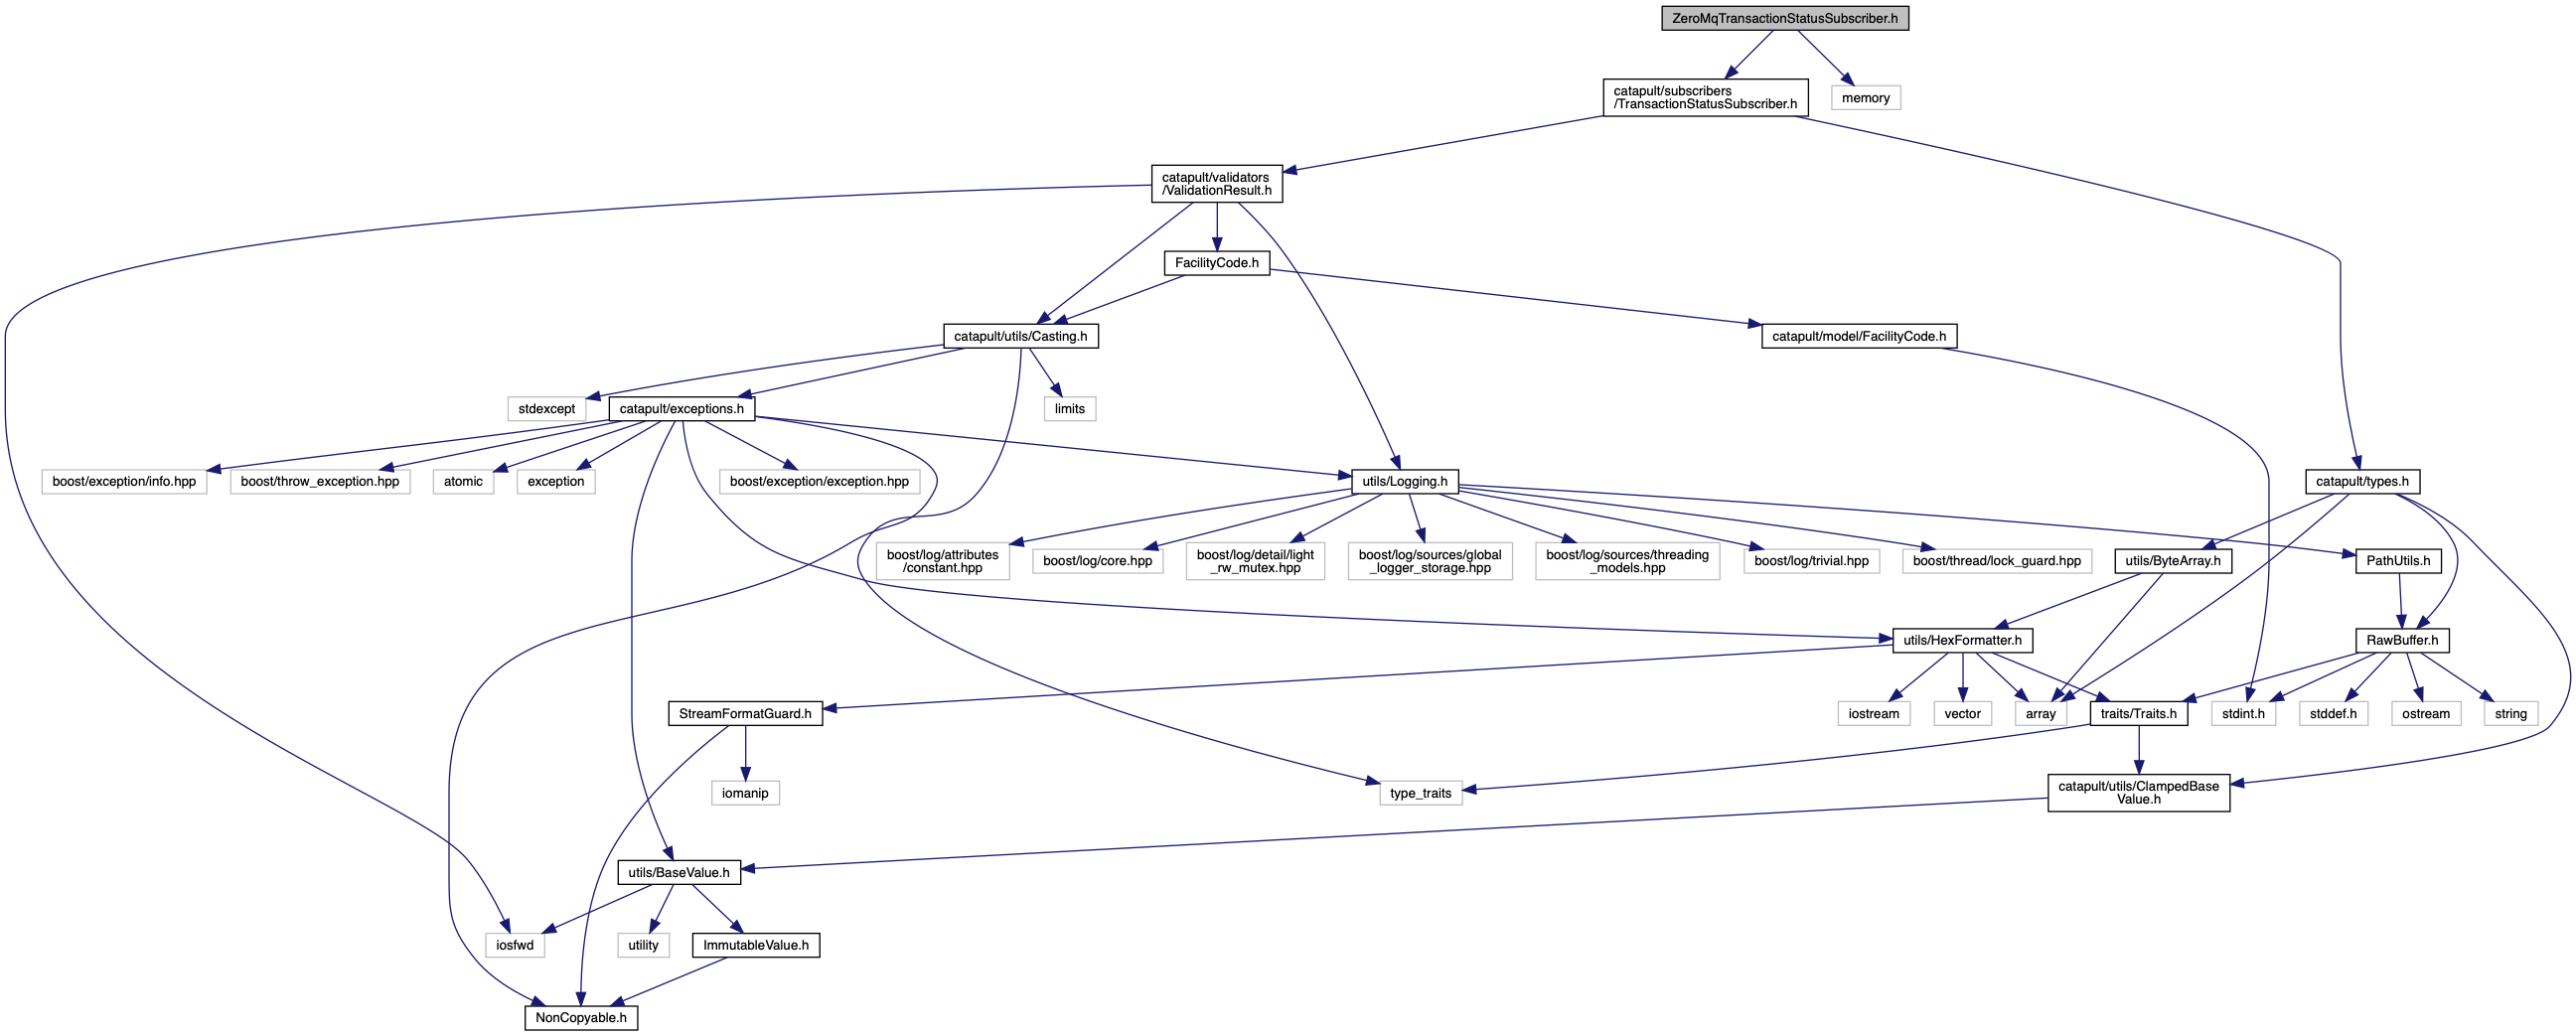 ZeroMqTransactionStatusSubscriber.h
catapult/subscribers
/TransactionStatusSubscriber.h
memory
catapult/validators
/ValidationResult.h
FacilityCode.h
catapult/utils/Casting.h
catapult/model/FacilityCode.h
stdexcept
catapult/exceptions.h
limits
boost/exception/info.hpp
boost/throw_exception.hpp
atomic
exception
boost/exception/exception.hpp
utils/Logging.h
catapult/types.h
boost/log/attributes
/constant.hpp
boost/log/core.hpp
boost/log/detail/light
_rw_mutex.hpp
boost/log/sources/global
_logger_storage.hpp
boost/log/sources/threading
_models.hpp
boost/log/trivial.hpp
boost/thread/lock_guard.hpp
utils/ByteArray.h
PathUtils.h
utils/HexFormatter.h
RawBuffer.h
StreamFormatGuard.h
iostream
vector
array
traits/Traits.h
stdint.h
stddef.h
ostream
string
iomanip
type_traits
catapult/utils/ClampedBase
Value.h
utils/BaseValue.h
iosfwd
utility
ImmutableValue.h
NonCopyable.h